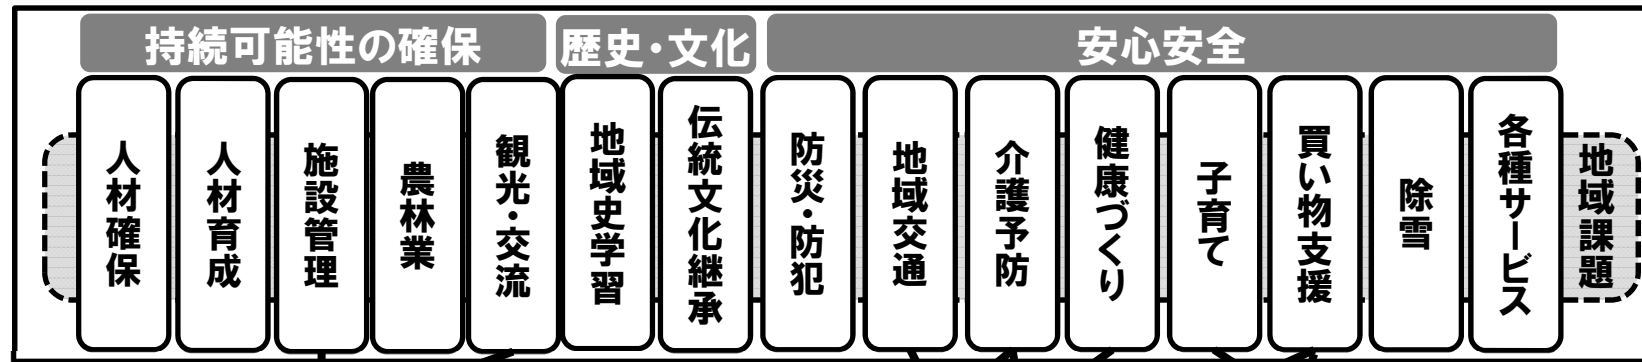 持続可能性の確保
歴史・文化
安心安全
人材確保
人材育成
施設管理
農林業
観光・交流
地域史学習
伝統文化継承
防災・防犯
地域交通
介護予防
健康づくり
子育て
買い物支援
除雪
各種サービス
地域課題